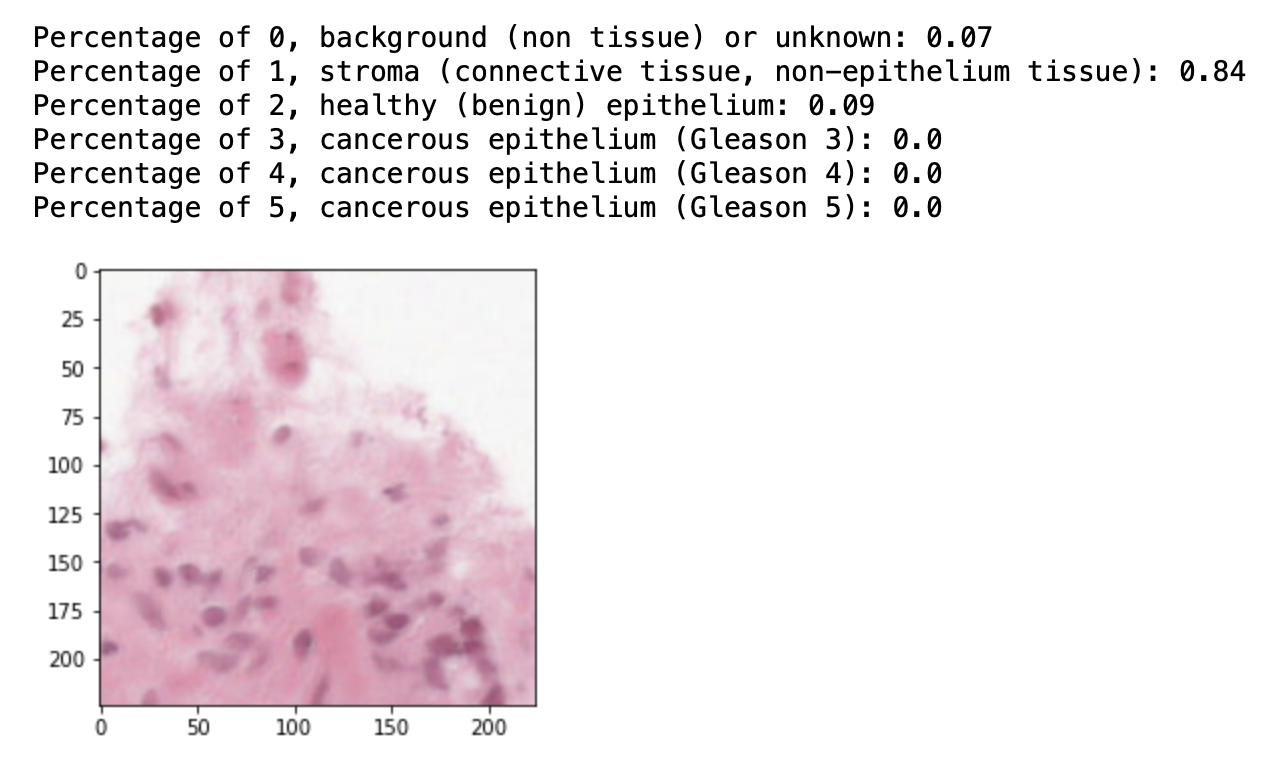 Percentage of 0, background (non tissue) or unknown: 0.07
Percentage of 1, stroma (connective tissue, non-epithelium tissue): 0.84
Percentage of 2, healthy (benign) epithelium: 0.09
Percentage of 3, cancerous epithelium (Gleason 3): 0.0
Percentage of 4, cancerous epithelium (Gleason 4): 0.0
Percentage of 5, cancerous epithelium (Gleason 5): 0.0
0
25
50
75
100
125
150
175
200
0 50 100 150 200